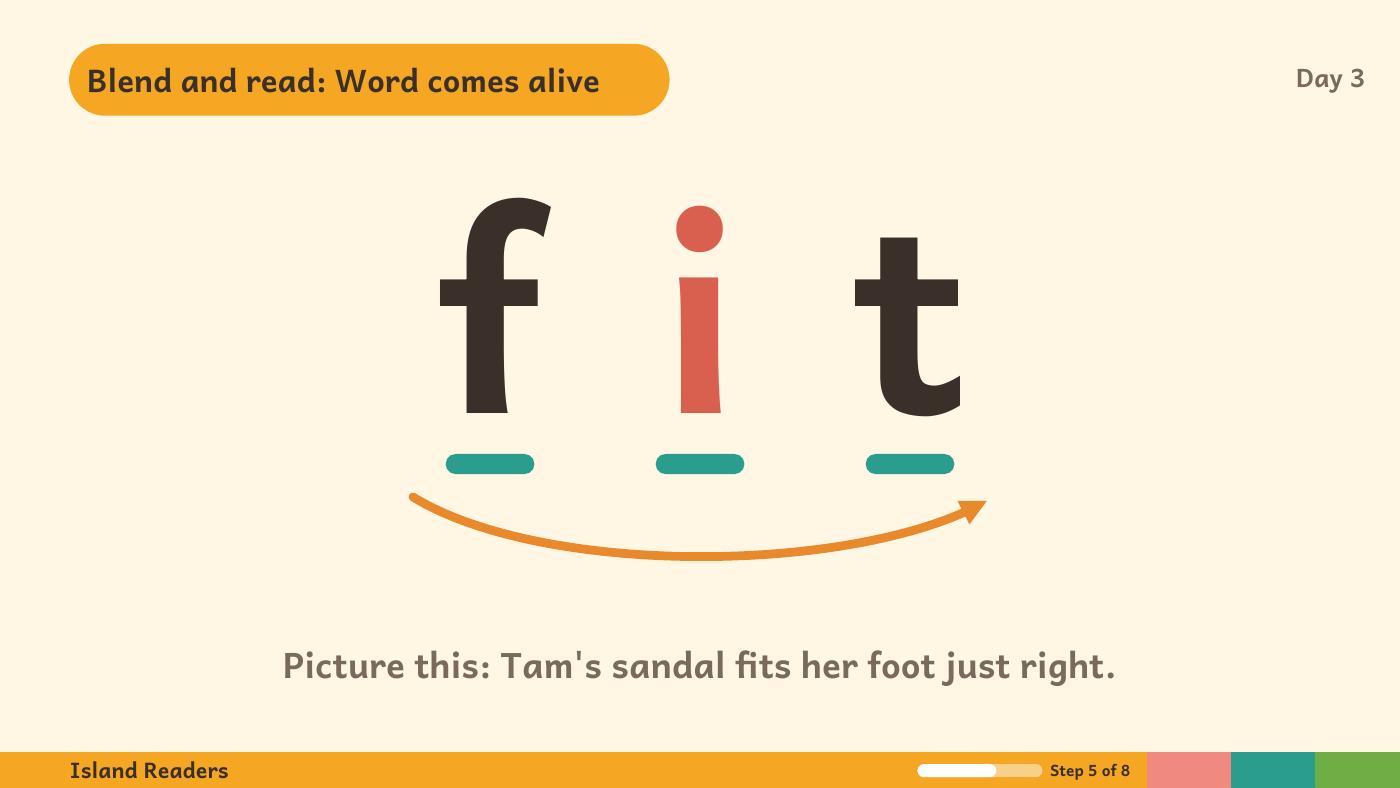 Blend and read: Word comes alive
Day 3
f i t
Picture this: Tam's sandal fits her foot just right.
Island Readers
Step 5 of 8